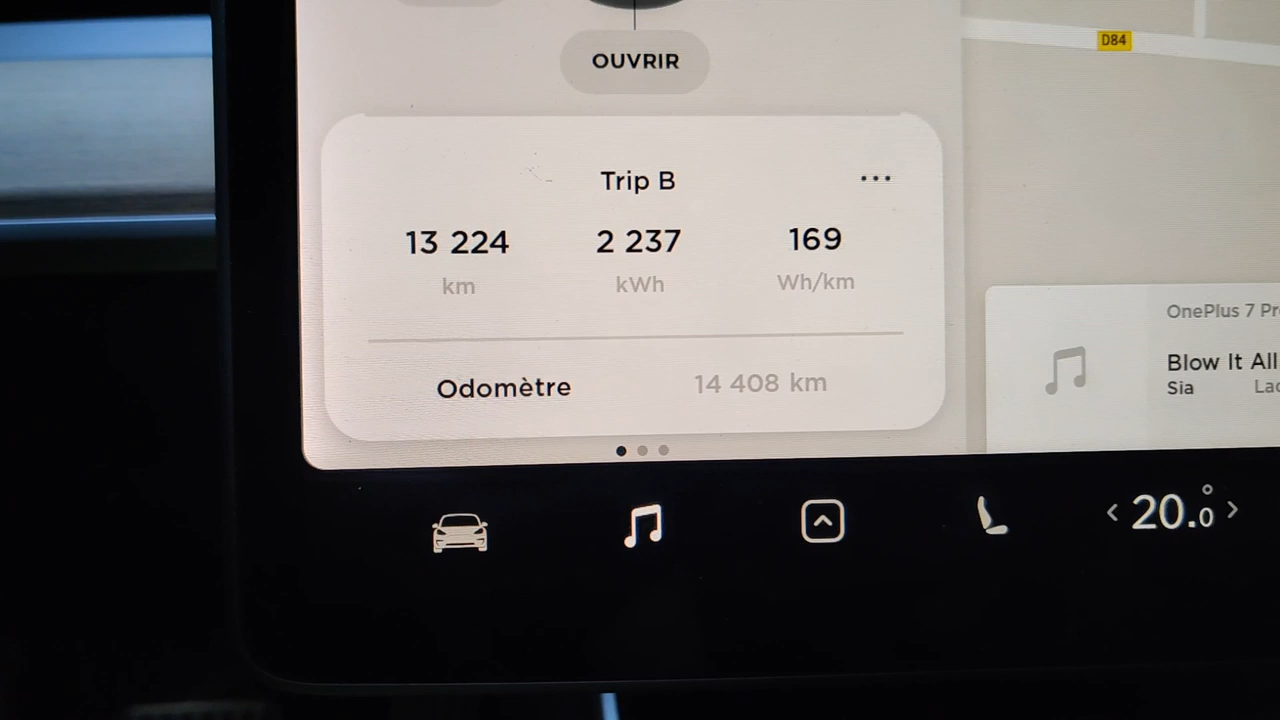 OUVRIR
D84
Trip B
13 224
2 237
169
km
kWh
Wh/km
Odomètre
14 408 km
OnePlus 7
Blow It All
Sia
20.0°